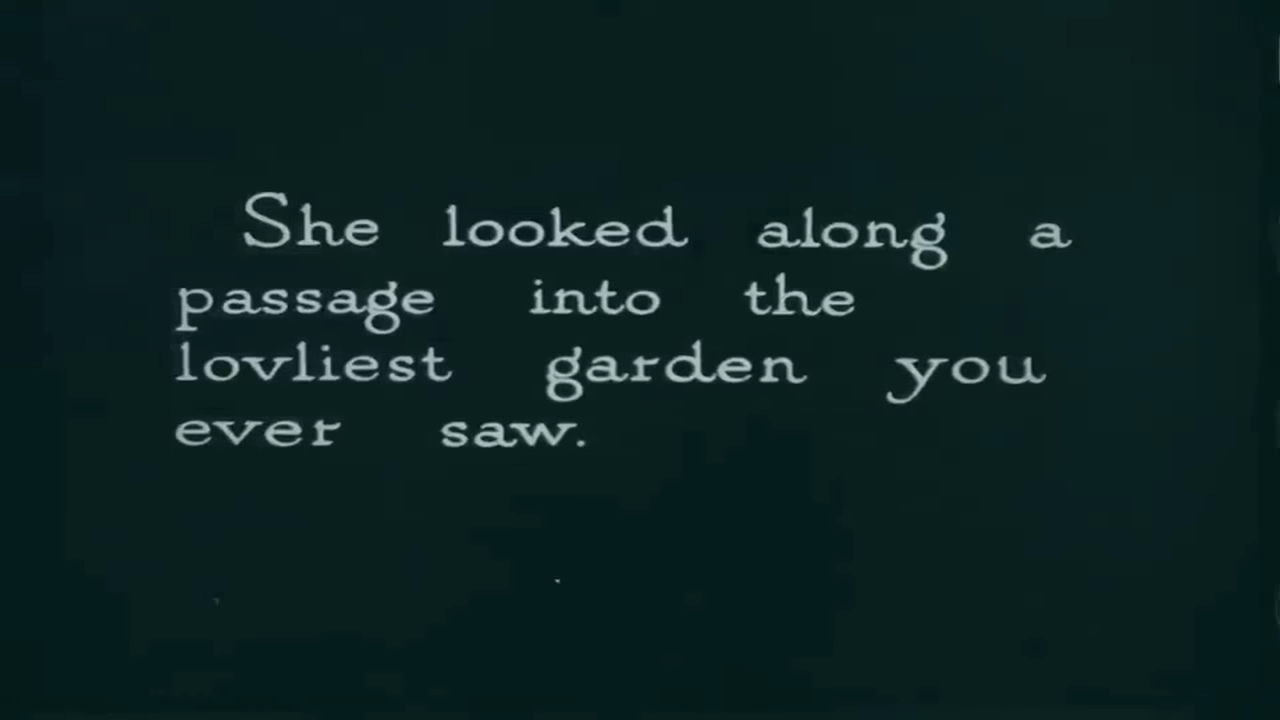 She looked along a
passage into the
lovliest garden you
ever saw.